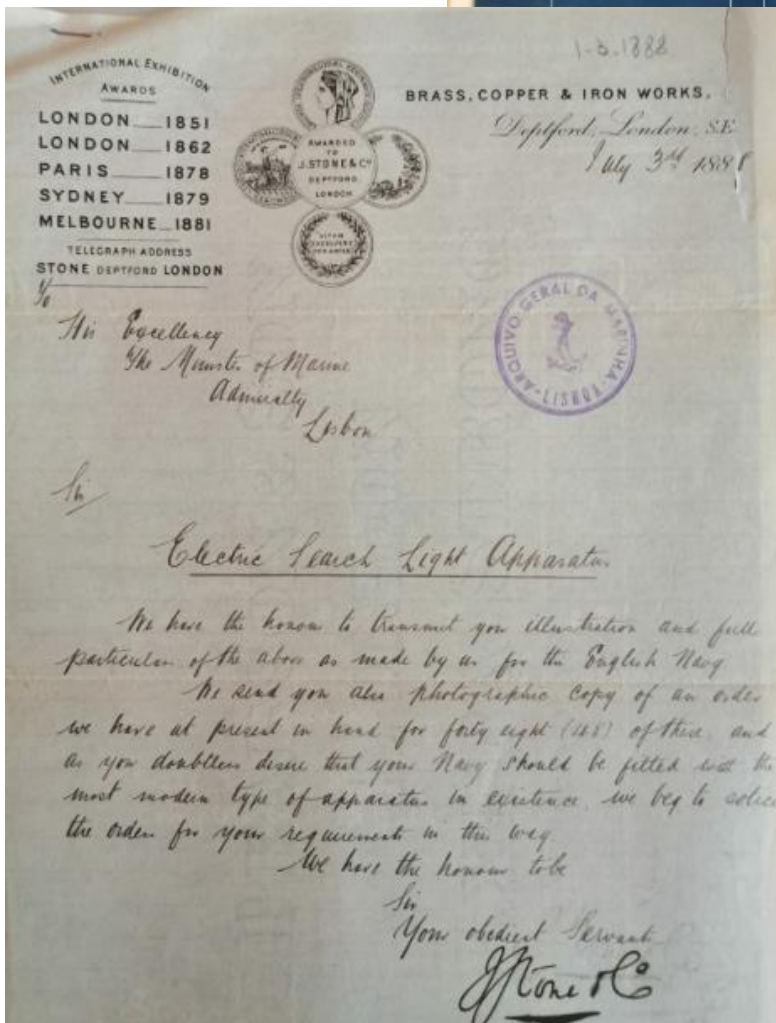 1-3.1888
INTERNATIONAL EXHIBITION
AWARDS
LONDON 1851
LONDON 1862
PARIS 1878
SYDNEY 1879
MELBOURNE 1881
TELEGRAPH ADDRESS
STONE DEPTFORD LONDON
AWARDED
TO
J. STONE & Co
DEPTFORD
LONDON
BRASS, COPPER & IRON WORKS,
Deptford, London, S.E.
July 3rd 1888
To
His Excellency
The Minister of Marine
Admiralty
Lisbon
ARQUIVO GERAL DA MARINHA
LISBOA
Sir
Electric Search Light Apparatus
We have the honour to transmit you illustration and full
particulars of the above as made by us for the English Navy
We send you also photographic copy of an order
we have at present in hand for forty eight (48) of these, and
as you doubtless desire that your Navy should be fitted with the
most modern type of apparatus in existence, we beg to solicit
the order for your requirements in this way.
We have the honour to be
Sir
Your obedient Servant
J Stone & Co